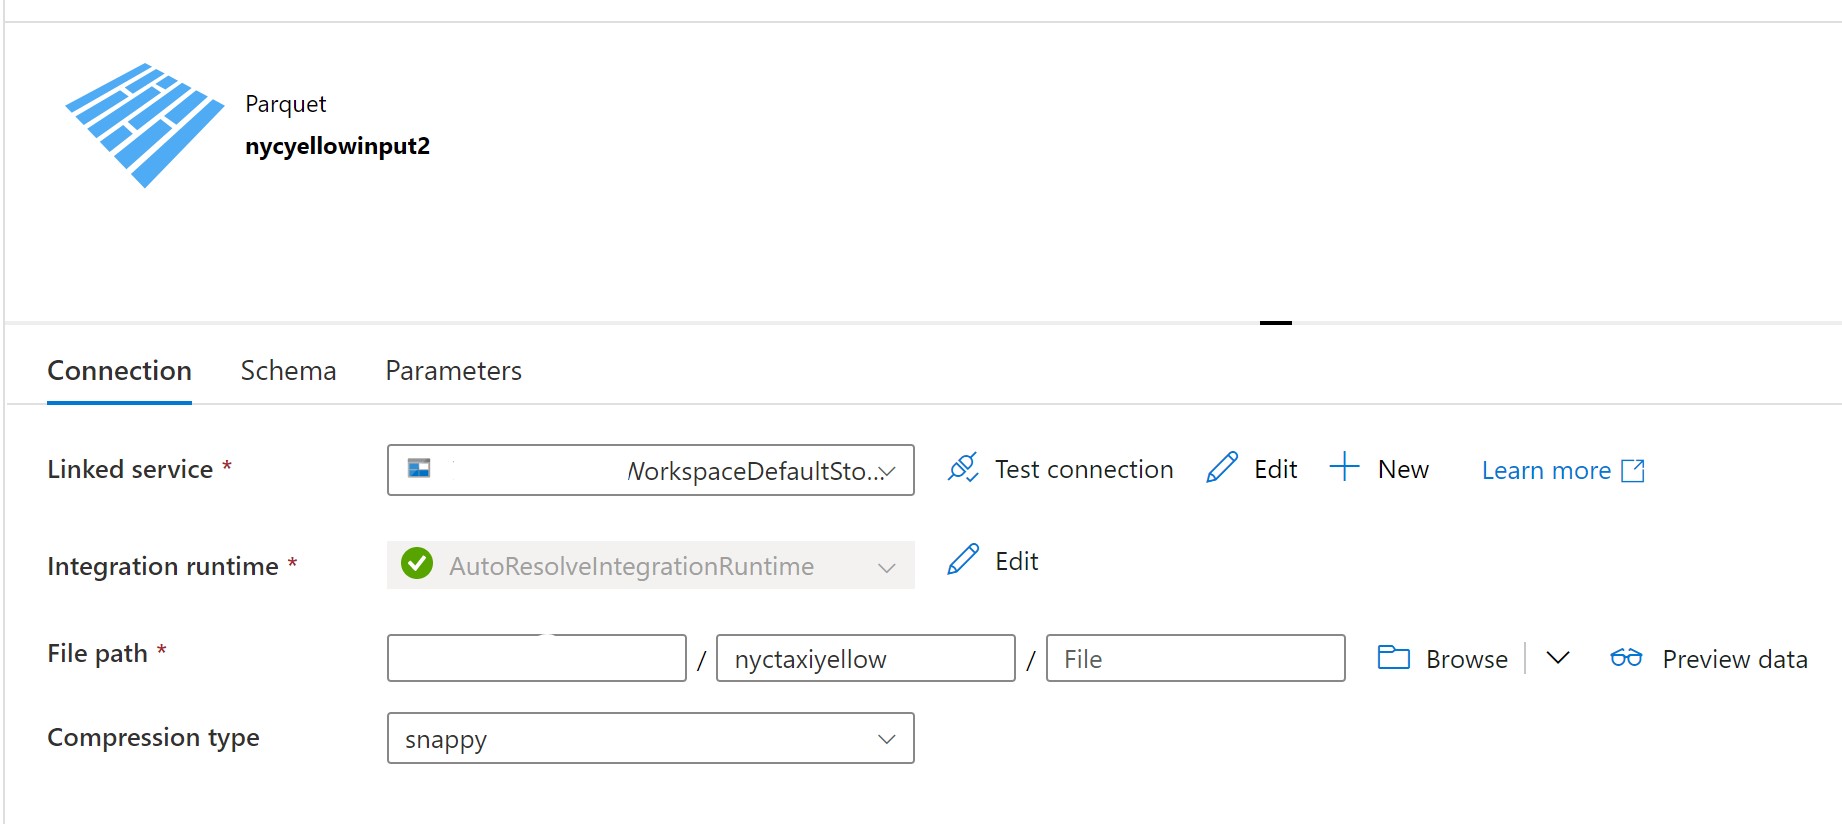 Parquet
nycyellowinput2
Connection Schema Parameters
Linked service * WorkspaceDefaultSto... Test connection Edit New Learn more
Integration runtime * AutoResolveIntegrationRuntime Edit
File path * / nyctaxiyellow / File Browse Preview data
Compression type snappy